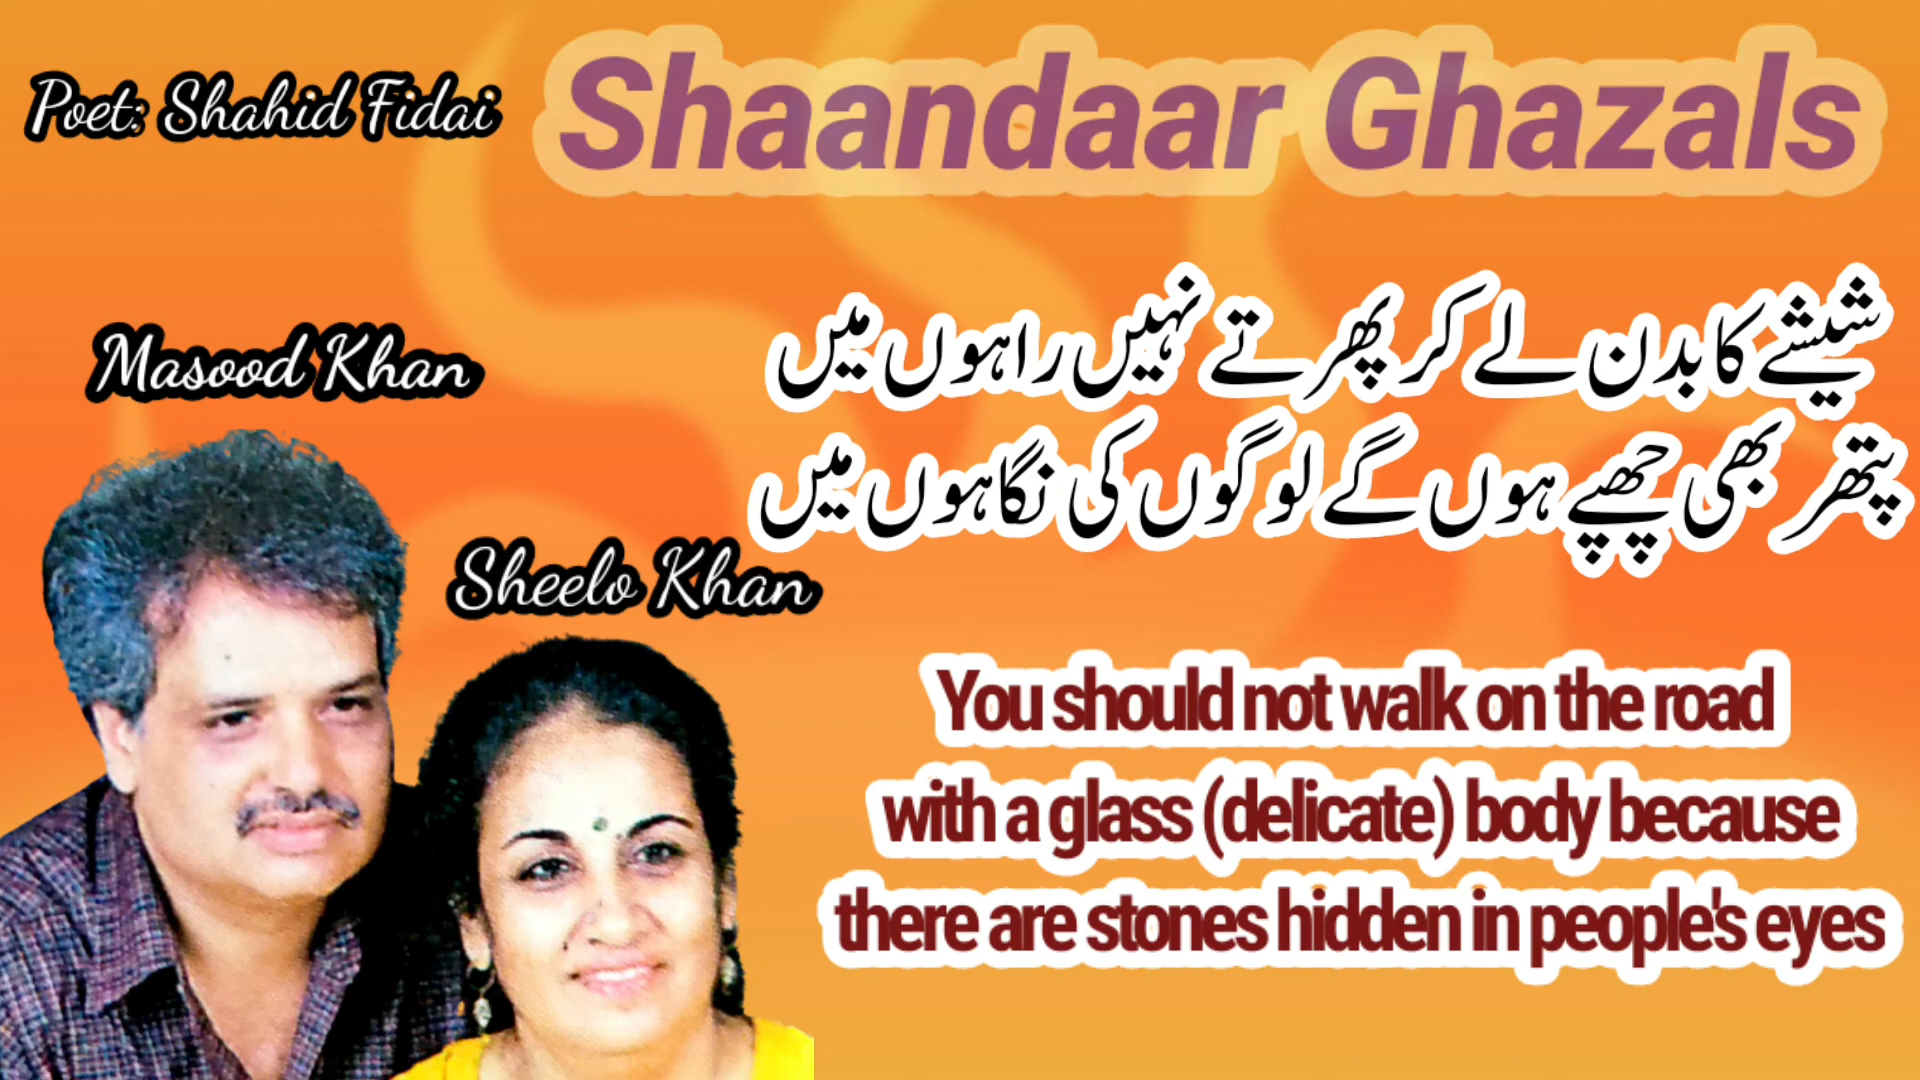 Poet: Shahid Fidai
Shaandaar Ghazals
شیشے کا بدن لے کر پھرتے نہیں راہوں میں
پتھر بھی چھپے ہوں گے لوگوں کی نگاہوں میں
Masood Khan
Sheelo Khan
You should not walk on the road
with a glass (delicate) body because
there are stones hidden in people's eyes